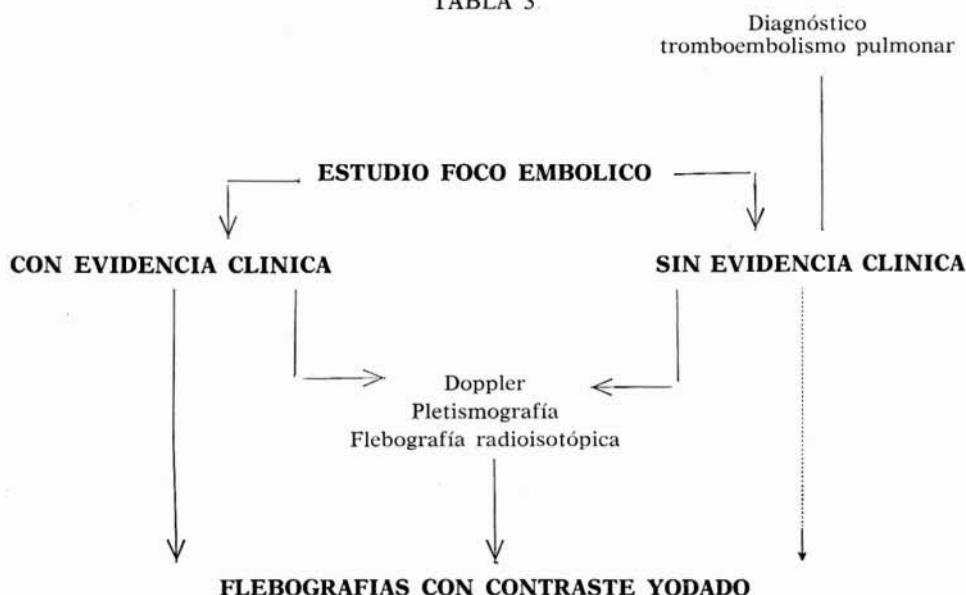 TABLA 3
Diagnóstico
tromboembolismo pulmonar
ESTUDIO FOCO EMBOLICO
CON EVIDENCIA CLINICA
SIN EVIDENCIA CLINICA
Doppler
Pletismografía
Flebografía radioisotópica
FLEBOGRAFIAS CON CONTRASTE YODADO